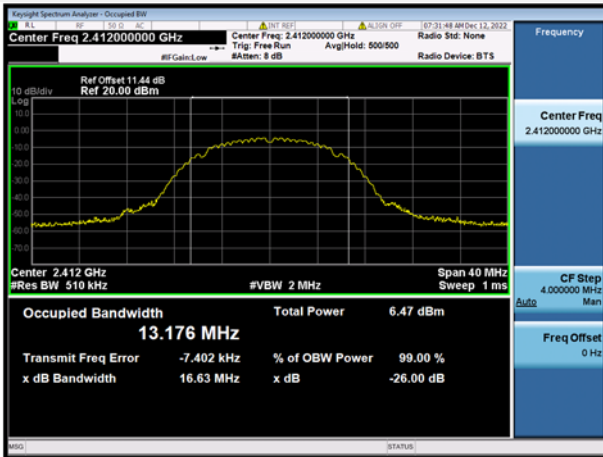 Keysight Spectrum Analyzer - Occupied BW
RL RF 50 Ω AC INT REF ALIGN OFF 07:31:48 AM Dec 12, 2022
Center Freq 2.412000000 GHz Center Freq: 2.412000000 GHz Radio Std: None
Trig: Free Run Avg|Hold: 500/500
#IFGain:Low #Atten: 8 dB Radio Device: BTS
Ref Offset 11.44 dB
10 dB/div Ref 20.00 dBm
Log
10.0
0.00
-10.0
-20.0
-30.0
-40.0
-50.0
-60.0
-70.0
Center 2.412 GHz Span 40 MHz
#Res BW 510 kHz #VBW 2 MHz Sweep 1 ms
Occupied Bandwidth Total Power 6.47 dBm
13.176 MHz
Transmit Freq Error -7.402 kHz % of OBW Power 99.00 %
x dB Bandwidth 16.63 MHz x dB -26.00 dB
MSG STATUS
Frequency
Center Freq
2.412000000 GHz
CF Step
4.000000 MHz
Auto Man
Freq Offset
0 Hz